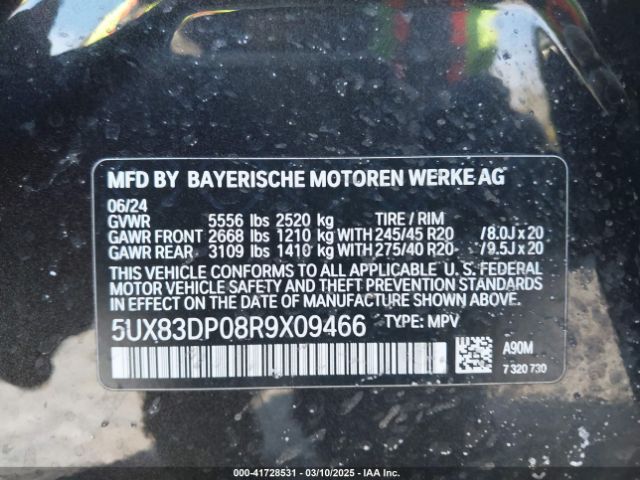 MFD BY BAYERISCHE MOTOREN WERKE AG
06/24
GVWR 5556 lbs 2520 kg TIRE / RIM
GAWR FRONT 2668 lbs 1210 kg WITH 245/45 R20 /8.0J x 20
GAWR REAR 3109 lbs 1410 kg WITH 275/40 R20 /9.5J x 20
THIS VEHICLE CONFORMS TO ALL APPLICABLE U. S. FEDERAL
MOTOR VEHICLE SAFETY AND THEFT PREVENTION STANDARDS
IN EFFECT ON THE DATE OF MANUFACTURE SHOWN ABOVE.
5UX83DP08R9X09466 TYPE: MPV
A90M
7 320 730
000-41728531 — 03/10/2025 — IAA Inc.